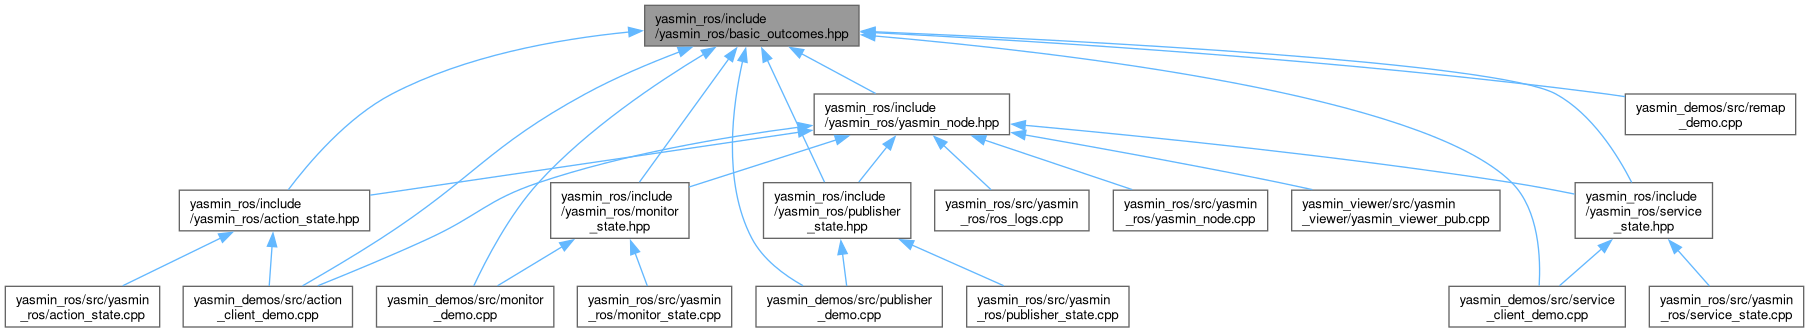 yasmin_ros/include
/yasmin_ros/basic_outcomes.hpp
yasmin_ros/include
/yasmin_ros/yasmin_node.hpp
yasmin_demos/src/remap
_demo.cpp
yasmin_ros/include
/yasmin_ros/action_state.hpp
yasmin_ros/include
/yasmin_ros/monitor
_state.hpp
yasmin_ros/include
/yasmin_ros/publisher
_state.hpp
yasmin_ros/src/yasmin
_ros/ros_logs.cpp
yasmin_ros/src/yasmin
_ros/yasmin_node.cpp
yasmin_viewer/src/yasmin
_viewer/yasmin_viewer_pub.cpp
yasmin_ros/include
/yasmin_ros/service
_state.hpp
yasmin_ros/src/yasmin
_ros/action_state.cpp
yasmin_demos/src/action
_client_demo.cpp
yasmin_demos/src/monitor
_demo.cpp
yasmin_ros/src/yasmin
_ros/monitor_state.cpp
yasmin_demos/src/publisher
_demo.cpp
yasmin_ros/src/yasmin
_ros/publisher_state.cpp
yasmin_demos/src/service
_client_demo.cpp
yasmin_ros/src/yasmin
_ros/service_state.cpp